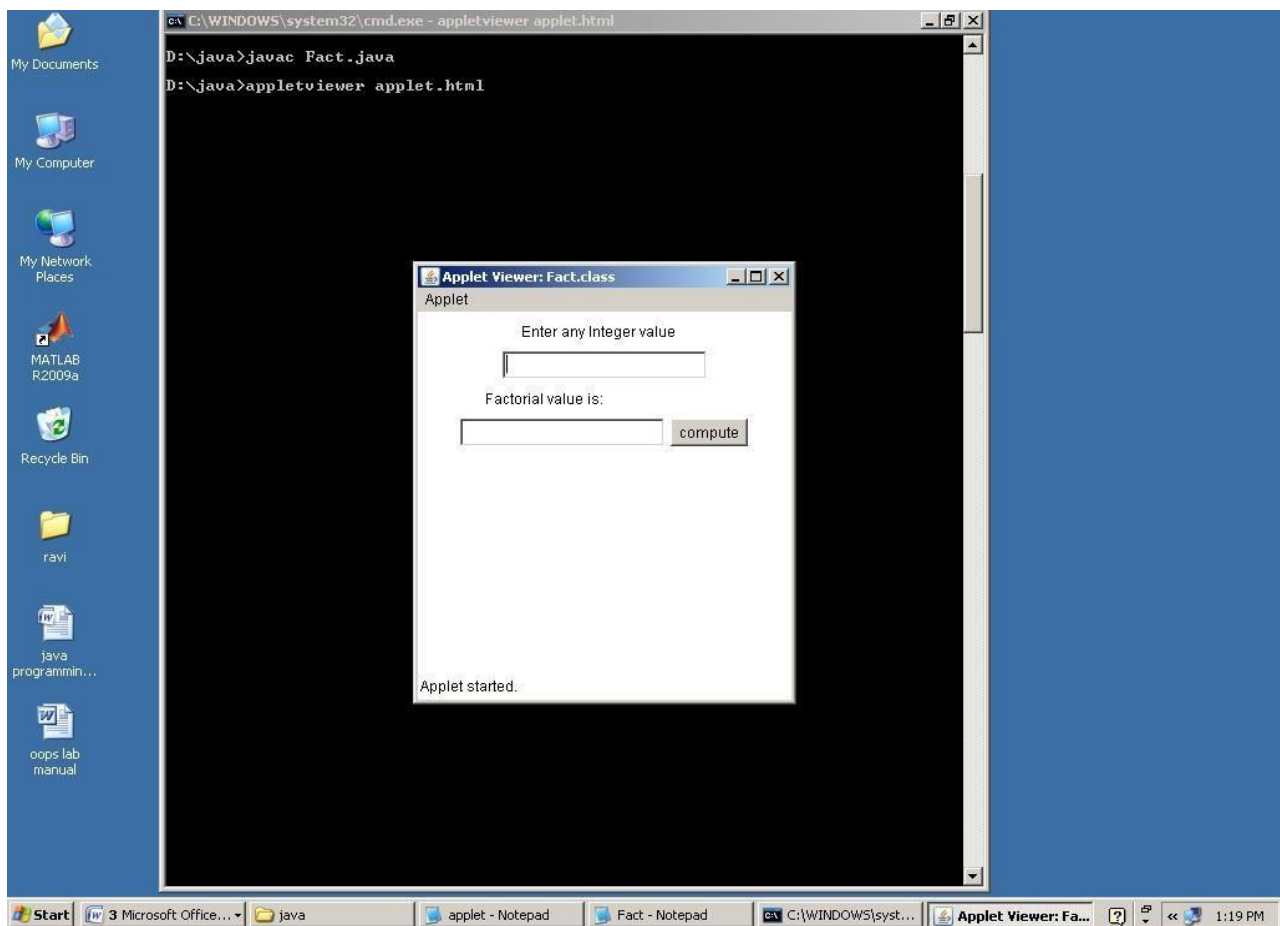 My Documents
My Computer
My Network
Places
MATLAB
R2009a
Recycle Bin
ravi
java
programmin...
oops lab
manual
C:\WINDOWS\system32\cmd.exe - appletviewer applet.html
D:\java>javac Fact.java
D:\java>appletviewer applet.html
Applet Viewer: Fact.class
Applet
Enter any Integer value
Factorial value is:
compute
Applet started.
Start
3 Microsoft Office...
java
applet - Notepad
Fact - Notepad
C:\WINDOWS\syst...
Applet Viewer: Fa...
1:19 PM